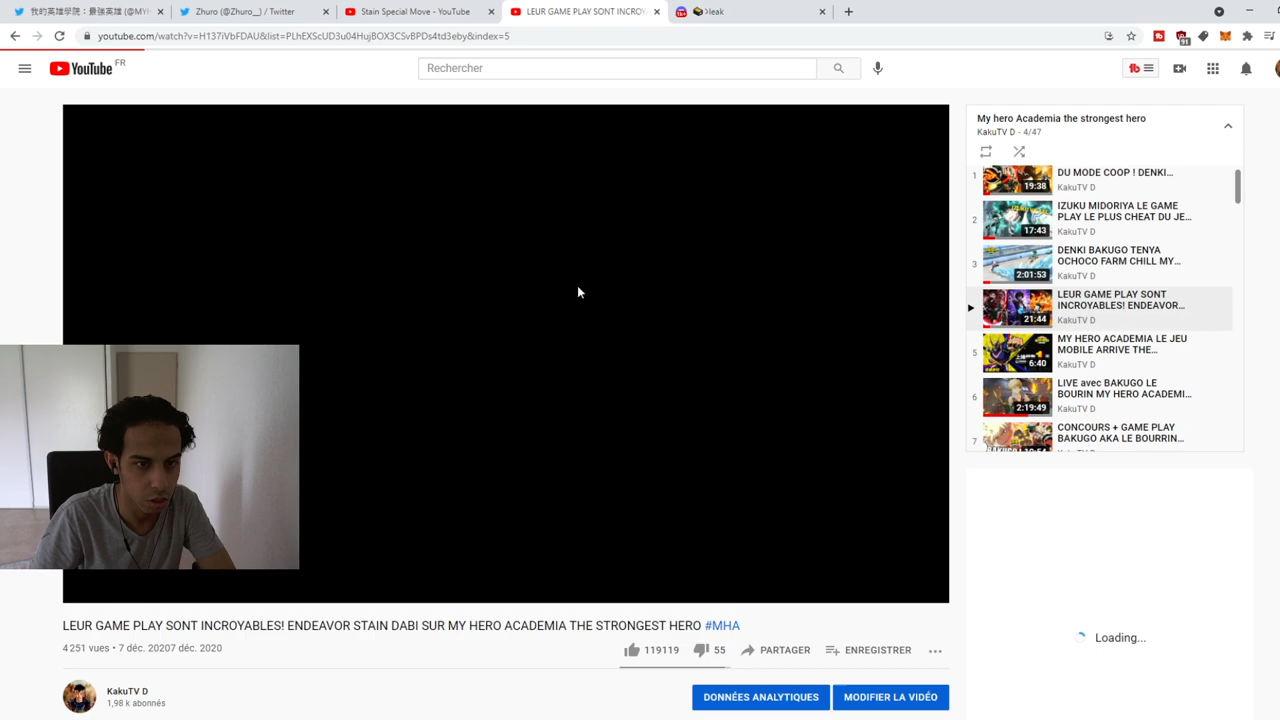 我的英雄學院：最強英雄 (@MYH
Zhuro (@Zhuro__) / Twitter
Stain Special Move - YouTube
LEUR GAME PLAY SONT INCROYA
leak
youtube.com/watch?v=H137iVbFDAU&list=PLhEXScUD3u04HujBOX3CSvBPDs4td3eby&index=5
91
YouTube FR
Rechercher
My hero Academia the strongest hero
KakuTV D - 4/47
1
19:38
DU MODE COOP ! DENKI...
KakuTV D
2
17:43
IZUKU MIDORIYA LE GAME
PLAY LE PLUS CHEAT DU JE...
KakuTV D
3
2:01:53
DENKI BAKUGO TENYA
OCHOCO FARM CHILL MY...
KakuTV D
21:44
LEUR GAME PLAY SONT
INCROYABLES! ENDEAVOR...
KakuTV D
5
6:40
MY HERO ACADEMIA LE JEU
MOBILE ARRIVE THE...
KakuTV D
6
2:19:49
LIVE avec BAKUGO LE
BOURIN MY HERO ACADEMI...
KakuTV D
7
CONCOURS + GAME PLAY
BAKUGO AKA LE BOURRIN...
Loading...
LEUR GAME PLAY SONT INCROYABLES! ENDEAVOR STAIN DABI SUR MY HERO ACADEMIA THE STRONGEST HERO #MHA
4 251 vues • 7 déc. 20207 déc. 2020
119119
55
PARTAGER
ENREGISTRER
KakuTV D
1,98 k abonnés
DONNÉES ANALYTIQUES
MODIFIER LA VIDÉO